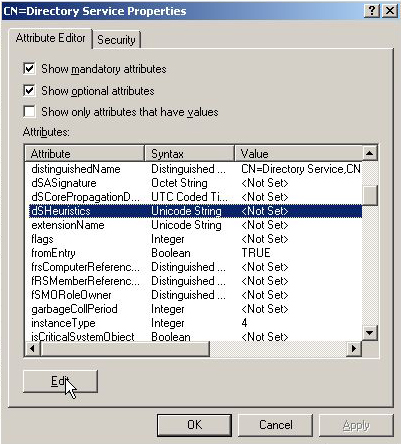 CN=Directory Service Properties
Attribute Editor Security
Show mandatory attributes
Show optional attributes
Show only attributes that have values
Attributes:
Attribute Syntax Value
distinguishedName Distinguished ... CN=Directory Service,CN
dSASignature Octet String <Not Set>
dSCorePropagationD... UTC Coded Ti... <Not Set>
dSHeuristics Unicode String <Not Set>
extensionName Unicode String <Not Set>
flags Integer <Not Set>
fromEntry Boolean TRUE
frsComputerReferenc... Distinguished ... <Not Set>
fRSMemberReferenc... Distinguished ... <Not Set>
fSMORoleOwner Distinguished ... <Not Set>
garbageCollPeriod Integer <Not Set>
instanceType Integer 4
isCriticalSystemObject Boolean <Not Set>
Edit
OK Cancel Apply